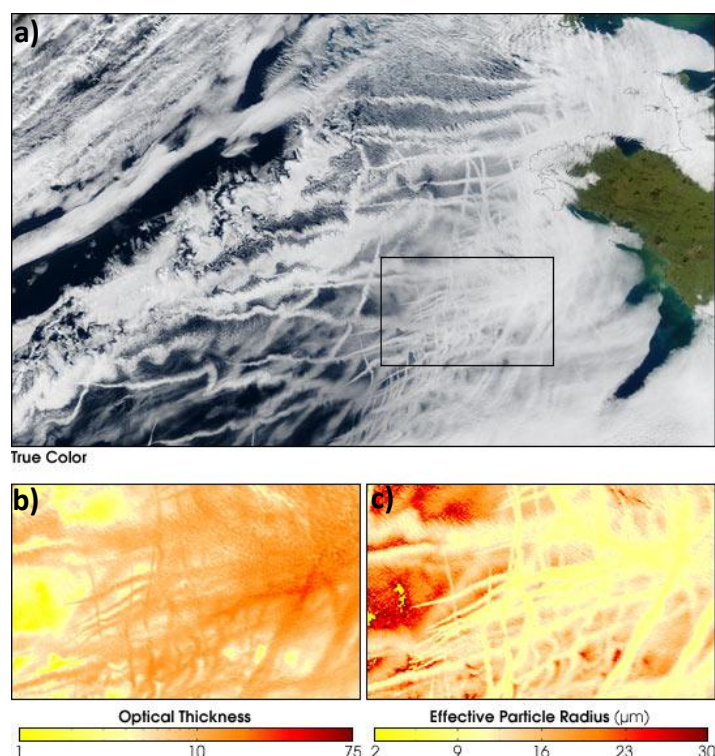 a)
True Color
b)
c)
Optical Thickness
1 10 75
Effective Particle Radius (µm)
2 9 16 23 30